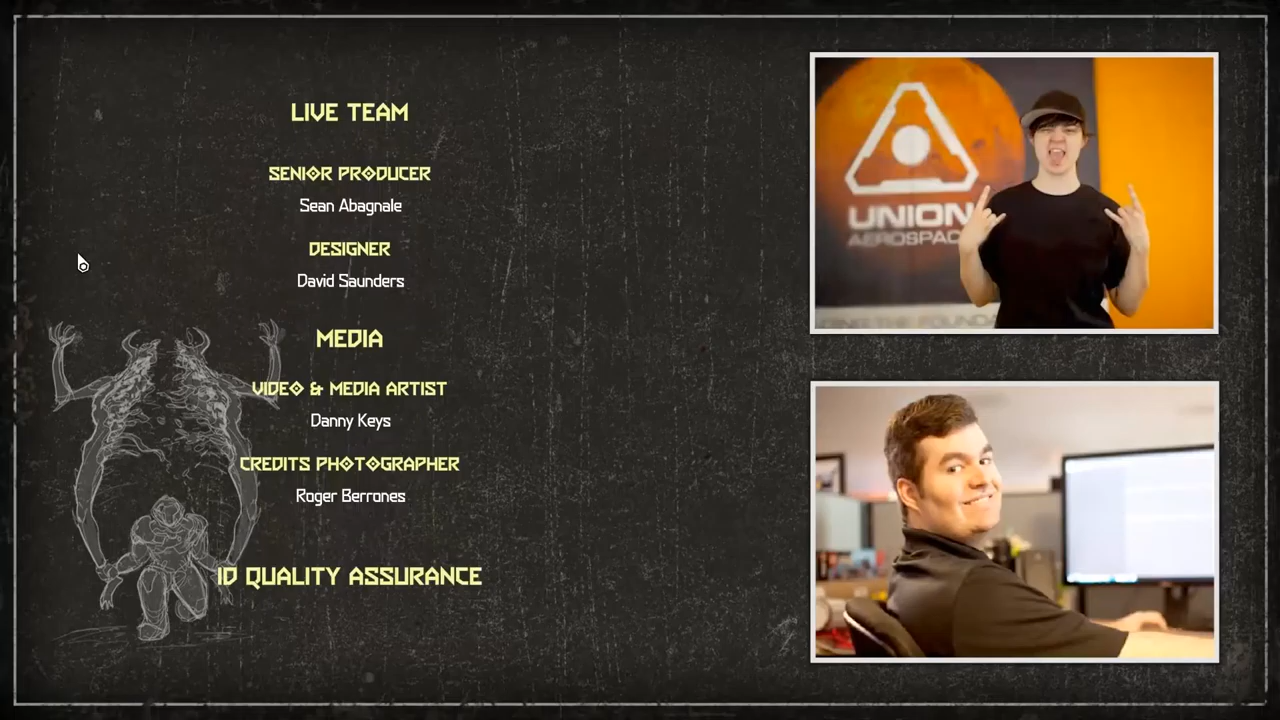 LIVE TEAM
SENIOR PRODUCER
Sean Abagnale
DESIGNER
David Saunders
MEDIA
VIDEO & MEDIA ARTIST
Danny Keys
CREDITS PHOTOGRAPHER
Roger Berrones
ID QUALITY ASSURANCE
UNION
AEROSPAC